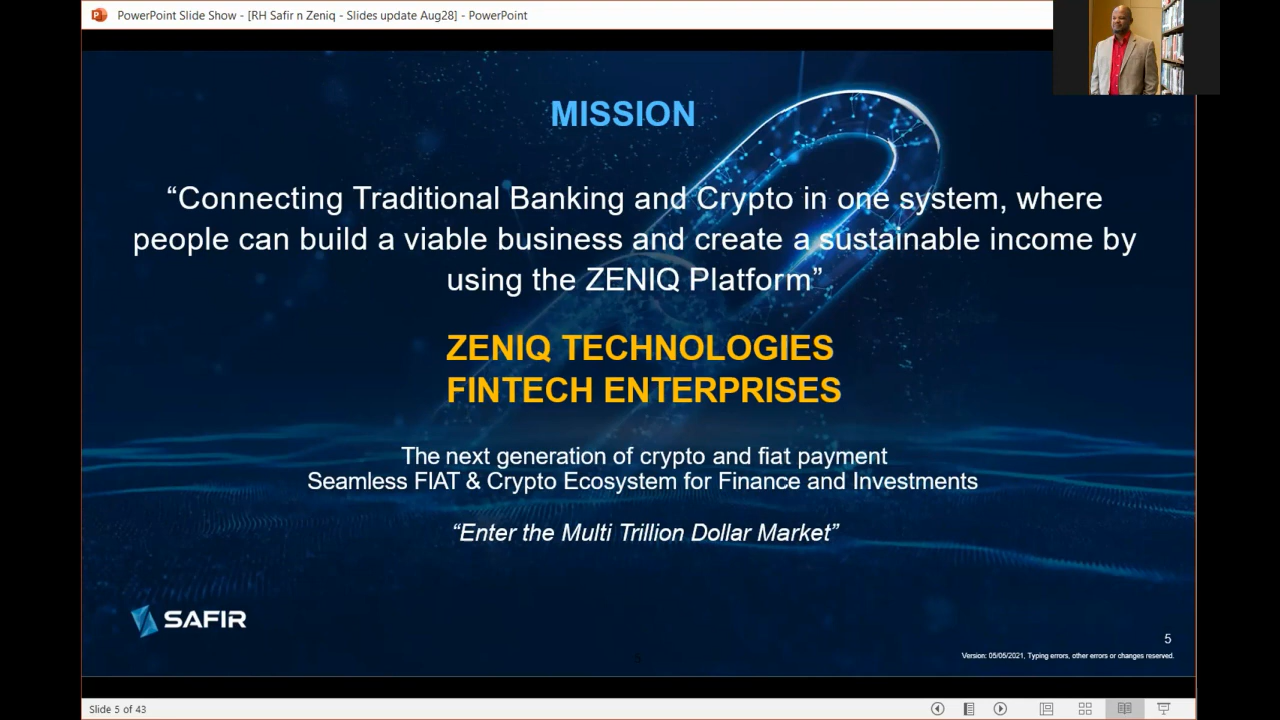 PowerPoint Slide Show - [RH Safir n Zeniq - Slides update Aug28] - PowerPoint
MISSION
“Connecting Traditional Banking and Crypto in one system, where
people can build a viable business and create a sustainable income by
using the ZENIQ Platform”
ZENIQ TECHNOLOGIES
FINTECH ENTERPRISES
The next generation of crypto and fiat payment
Seamless FIAT & Crypto Ecosystem for Finance and Investments
“Enter the Multi Trillion Dollar Market”
SAFIR
5
Version: 05/05/2021, Typing errors, other errors or changes reserved.
Slide 5 of 43